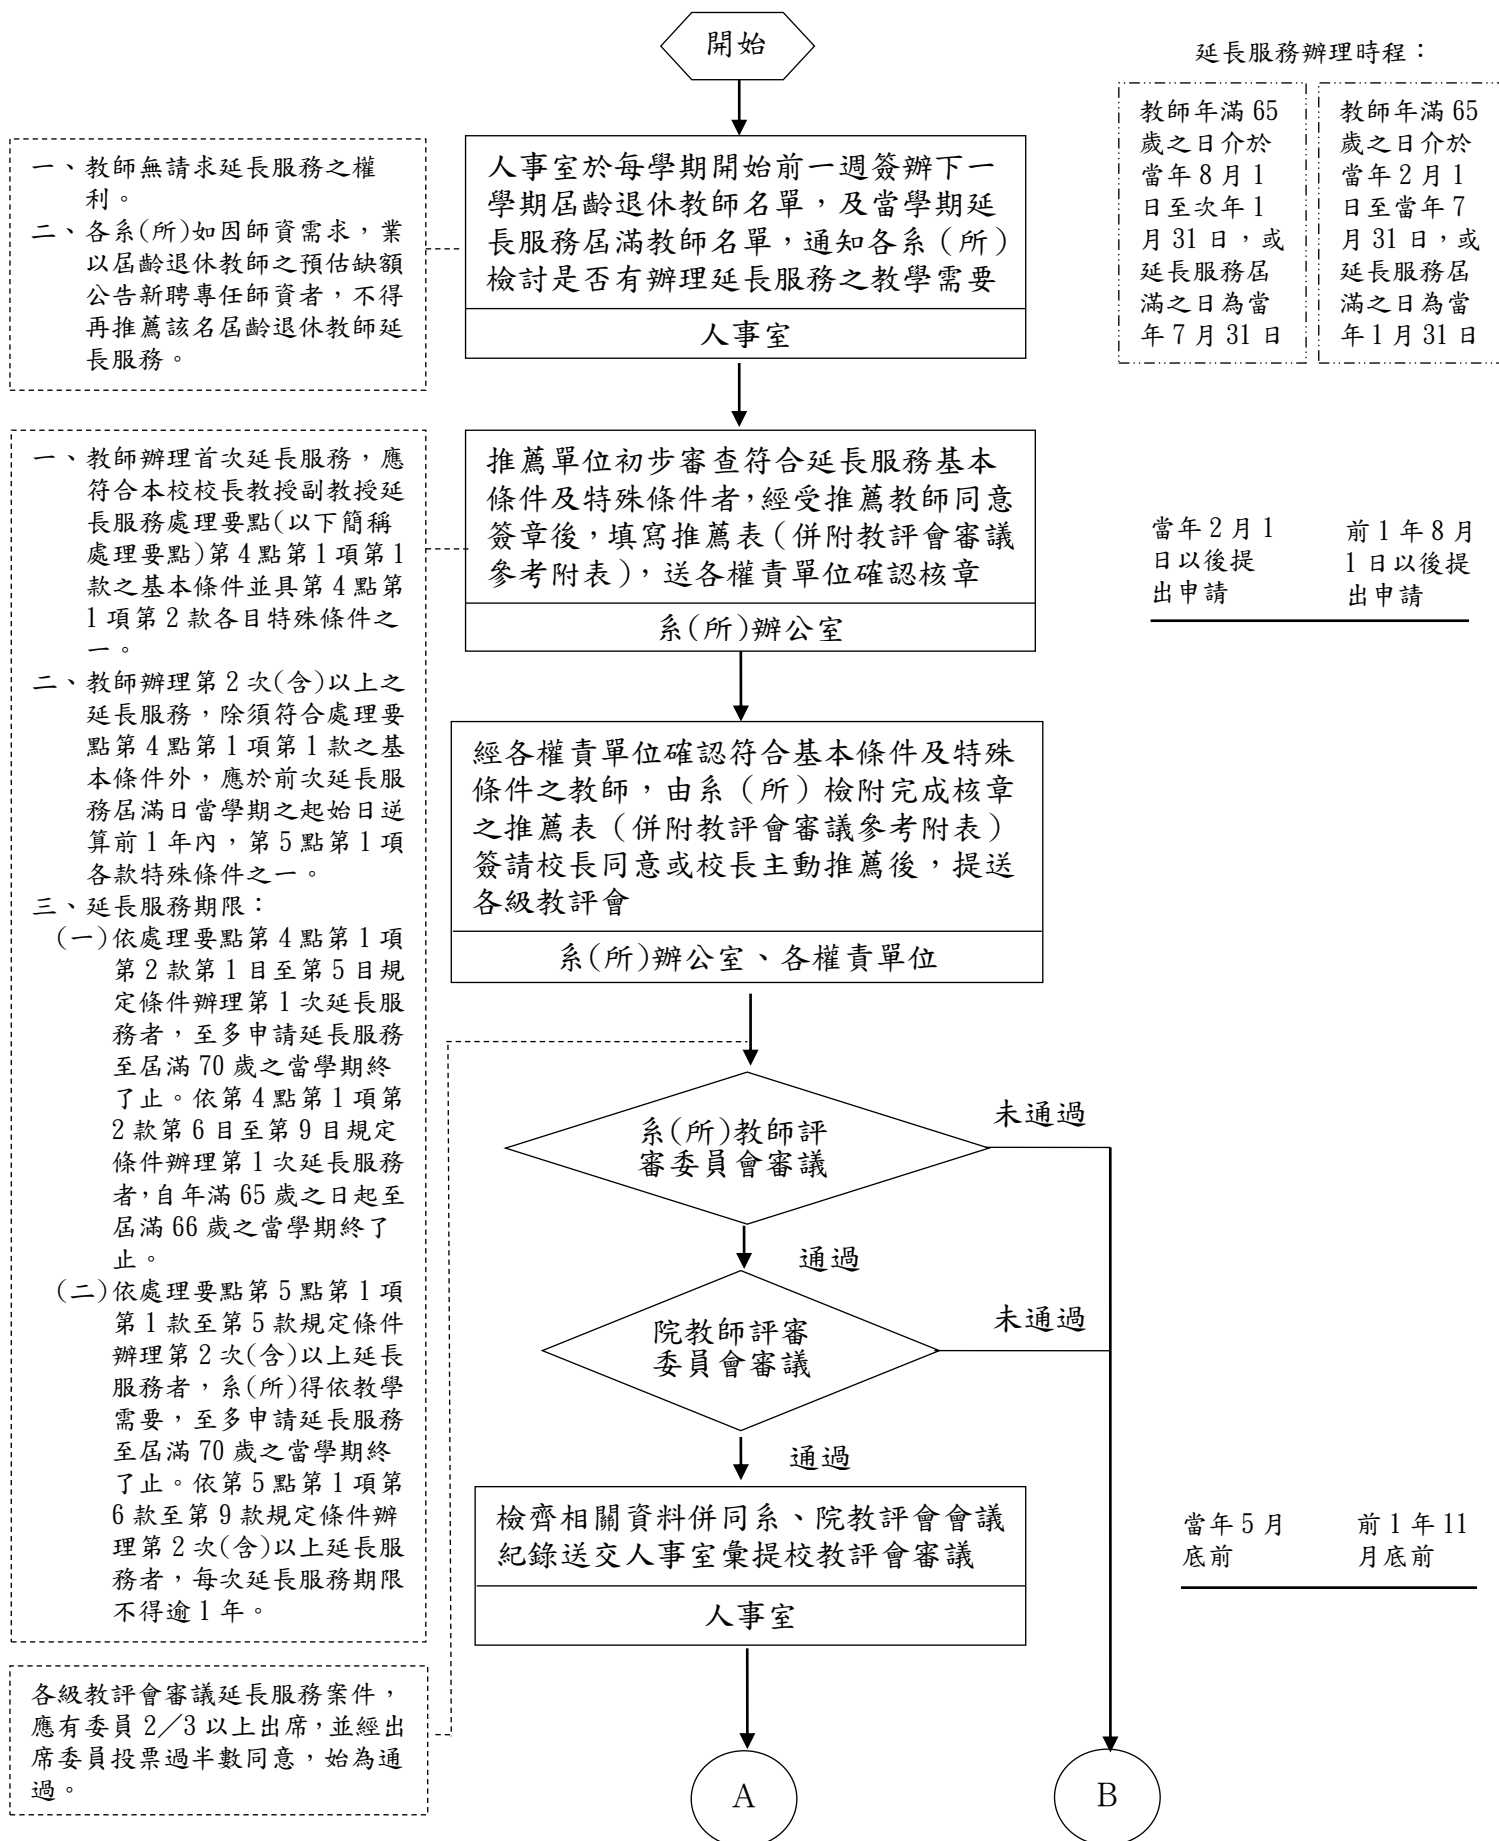 開始
延長服務辦理時程：
教師年滿 65
歲之日介於
當年 8 月 1
日至次年 1
月 31 日，或
延長服務屆
滿之日為當
年 7 月 31 日
教師年滿 65
歲之日介於
當年 2 月 1
日至當年 7
月 31 日，或
延長服務屆
滿之日為當
年 1 月 31 日
一、教師無請求延長服務之權
利。
二、各系(所)如因師資需求，業
以屆齡退休教師之預估缺額
公告新聘專任師資者，不得
再推薦該名屆齡退休教師延
長服務。
人事室於每學期開始前一週簽辦下一
學期屆齡退休教師名單，及當學期延
長服務屆滿教師名單，通知各系（所）
檢討是否有辦理延長服務之教學需要
人事室
一、教師辦理首次延長服務，應
符合本校校長教授副教授延
長服務處理要點(以下簡稱
處理要點)第 4 點第 1 項第 1
款之基本條件並具第 4 點第
1 項第 2 款各目特殊條件之
一。
二、教師辦理第 2 次(含)以上之
延長服務，除須符合處理要
點第 4 點第 1 項第 1 款之基
本條件外，應於前次延長服
務屆滿日當學期之起始日逆
算前 1 年內，第 5 點第 1 項
各款特殊條件之一。
三、延長服務期限：
(一)依處理要點第 4 點第 1 項
第 2 款第 1 目至第 5 目規
定條件辦理第 1 次延長服
務者，至多申請延長服務
至屆滿 70 歲之當學期終
了止。依第 4 點第 1 項第
2 款第 6 目至第 9 目規定
條件辦理第 1 次延長服務
者，自年滿 65 歲之日起至
屆滿 66 歲之當學期終了
止。
(二)依處理要點第 5 點第 1 項
第 1 款至第 5 款規定條件
辦理第 2 次(含)以上延長
服務者，系(所)得依教學
需要，至多申請延長服務
至屆滿 70 歲之當學期終
了止。依第 5 點第 1 項第
6 款至第 9 款規定條件辦
理第 2 次(含)以上延長服
務者，每次延長服務期限
不得逾 1 年。
推薦單位初步審查符合延長服務基本
條件及特殊條件者，經受推薦教師同意
簽章後，填寫推薦表（併附教評會審議
參考附表），送各權責單位確認核章
系(所)辦公室
當年 2 月 1
日以後提
出申請
前 1 年 8 月
1 日以後提
出申請
經各權責單位確認符合基本條件及特殊
條件之教師，由系（所）檢附完成核章
之推薦表（併附教評會審議參考附表）
簽請校長同意或校長主動推薦後，提送
各級教評會
系(所)辦公室、各權責單位
系(所)教師評
審委員會審議
未通過
通過
院教師評審
委員會審議
未通過
通過
檢齊相關資料併同系、院教評會會議
紀錄送交人事室彙提校教評會審議
人事室
當年 5 月
底前
前 1 年 11
月底前
各級教評會審議延長服務案件，
應有委員 2／3 以上出席，並經出
席委員投票過半數同意，始為通
過。
A
B